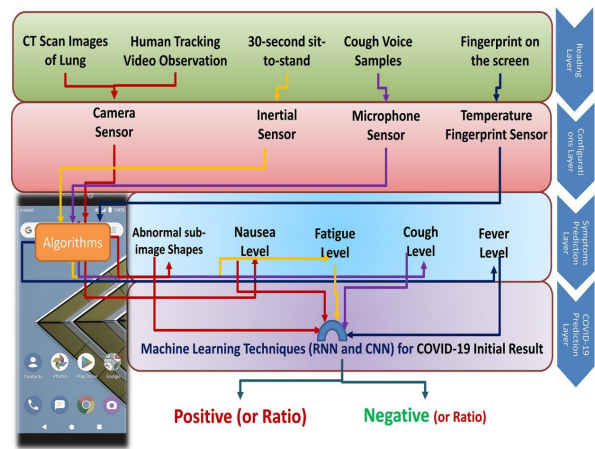 CT Scan Images
of Lung
Human Tracking
Video Observation
30-second sit-
to-stand
Cough Voice
Samples
Fingerprint on
the screen
Reading
Layer
Camera
Sensor
Inertial
Sensor
Microphone
Sensor
Temperature
Fingerprint Sensor
Configurati
ons Layer
100%
G
Algorithms
Abnormal sub-
image Shapes
Nausea
Level
Fatigue
Level
Cough
Level
Fever
Level
Symptoms
Prediction
Layer
Contacts
Photos
Play Store
Google
Machine Learning Techniques (RNN and CNN) for COVID-19 Initial Result
COVID-19
Prediction
Layer
Positive (or Ratio)
Negative (or Ratio)